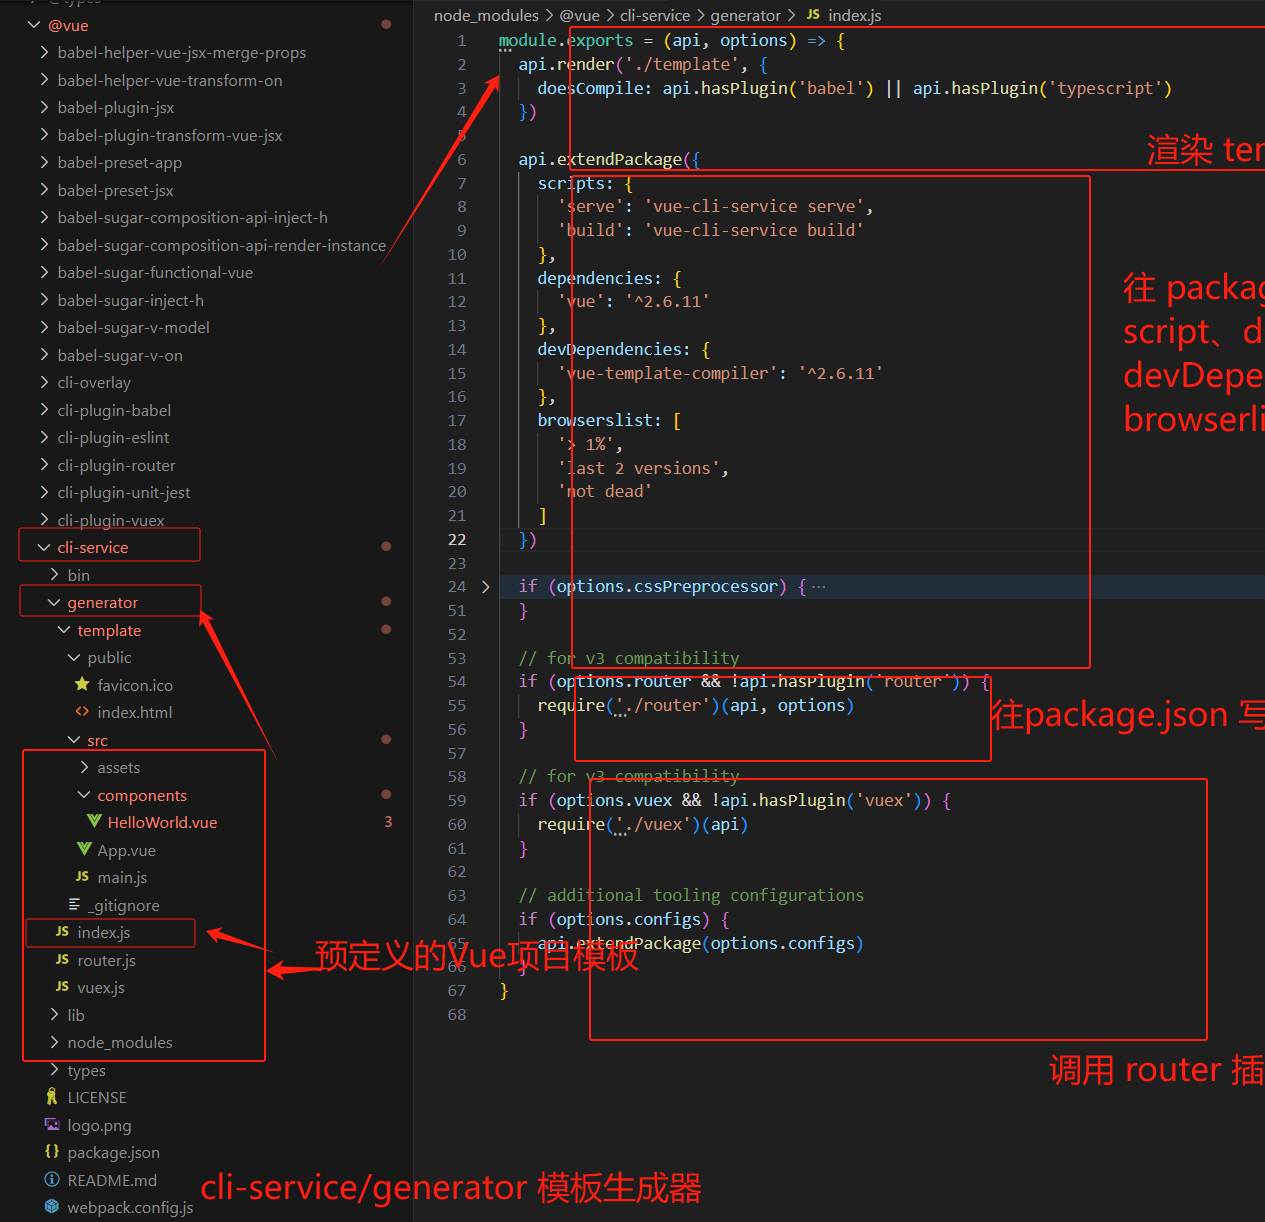 @types
@vue
babel-helper-vue-jsx-merge-props
babel-helper-vue-transform-on
babel-plugin-jsx
babel-plugin-transform-vue-jsx
babel-preset-app
babel-preset-jsx
babel-sugar-composition-api-inject-h
babel-sugar-composition-api-render-instance
babel-sugar-functional-vue
babel-sugar-inject-h
babel-sugar-v-model
babel-sugar-v-on
cli-overlay
cli-plugin-babel
cli-plugin-eslint
cli-plugin-router
cli-plugin-unit-jest
cli-plugin-vuex
cli-service
bin
generator
template
public
favicon.ico
index.html
src
assets
components
HelloWorld.vue 3
App.vue
JS main.js
_gitignore
JS index.js
JS router.js
JS vuex.js
lib
node_modules
types
LICENSE
logo.png
{} package.json
README.md
webpack.config.js
node_modules > @vue > cli-service > generator > JS index.js
1 module.exports = (api, options) => {
2 api.render('./template', {
3 doesCompile: api.hasPlugin('babel') || api.hasPlugin('typescript')
4 })
5
6 api.extendPackage({
7 scripts: {
8 'serve': 'vue-cli-service serve',
9 'build': 'vue-cli-service build'
10 },
11 dependencies: {
12 'vue': '^2.6.11'
13 },
14 devDependencies: {
15 'vue-template-compiler': '^2.6.11'
16 },
17 browserslist: [
18 '> 1%',
19 'last 2 versions',
20 'not dead'
21 ]
22 })
23
24 if (options.cssPreprocessor) { ···
51 }
52
53 // for v3 compatibility
54 if (options.router && !api.hasPlugin('router')) {
55 require('./router')(api, options)
56 }
57
58 // for v3 compatibility
59 if (options.vuex && !api.hasPlugin('vuex')) {
60 require('./vuex')(api)
61 }
62
63 // additional tooling configurations
64 if (options.configs) {
65 api.extendPackage(options.configs)
66 }
67 }
68
渲染 ter
往 packag
script、d
devDepe
browserli
往package.json 写
调用 router 插
预定义的Vue项目模板
cli-service/generator 模板生成器